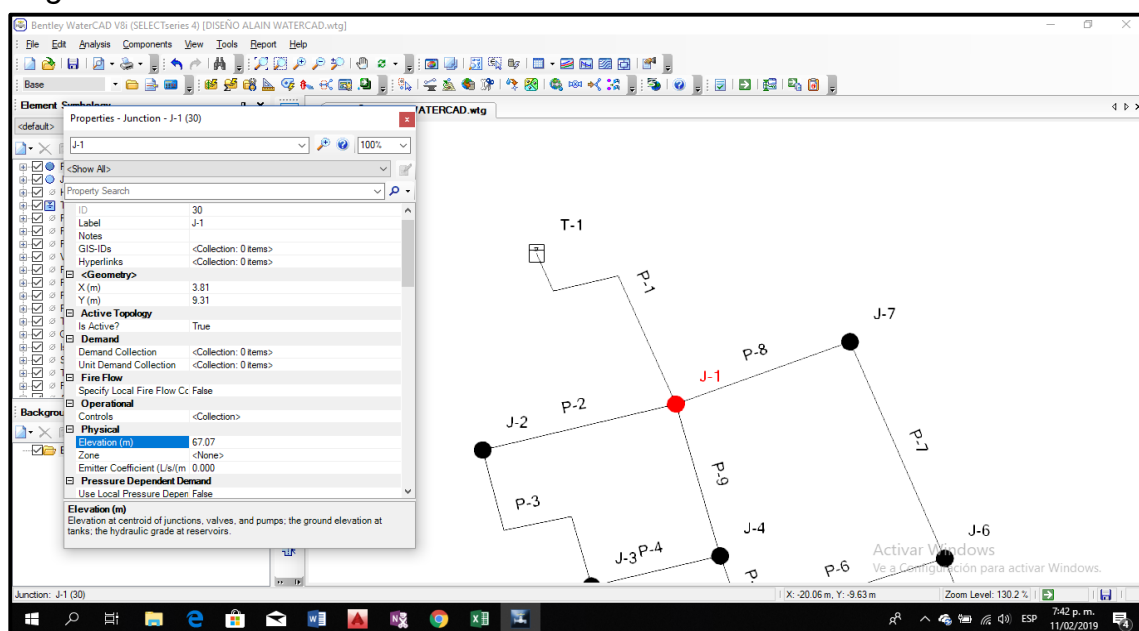 Bentley WaterCAD V8i (SELECTseries 4) [DISEÑO ALAIN WATERCAD.wtg]
File Edit Analysis Components View Tools Report Help
Base
Element Symbology
ATERCAD.wtg
<default>
Properties - Junction - J-1 (30)
J-1
100%
<Show All>
Property Search
ID 30
Label J-1
Notes
GIS-IDs <Collection: 0 items>
Hyperlinks <Collection: 0 items>
<Geometry>
X (m) 3.81
Y (m) 9.31
Active Topology
Is Active? True
Demand
Demand Collection <Collection: 0 items>
Unit Demand Collection <Collection: 0 items>
Fire Flow
Specify Local Fire Flow Cc False
Operational
Controls <Collection>
Physical
Elevation (m) 67.07
Zone <None>
Emitter Coefficient (L/s/(m 0.000
Pressure Dependent Demand
Use Local Pressure Depen False
Elevation (m)
Elevation at centroid of junctions, valves, and pumps; the ground elevation at
tanks; the hydraulic grade at reservoirs.
Backgrou
T-1
P-1
J-7
P-8
J-1
P-2
J-2
P-7
P-9
P-3
J-4
J-6
J-3
P-4
P-6
P-
Activar Windows
Ve a Configuración para activar Windows.
Junction: J-1 (30)
X: -20.06 m, Y: -9.63 m
Zoom Level: 130.2 %
ESP
7:42 p. m.
11/02/2019